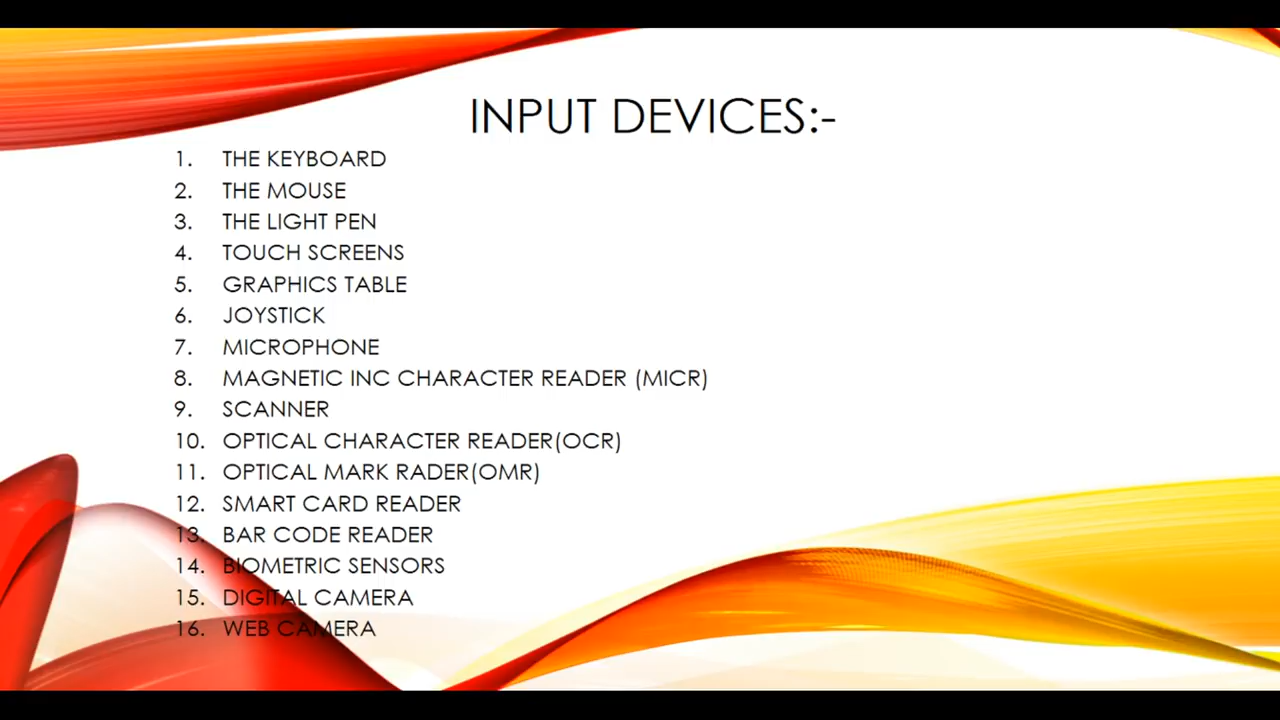 INPUT DEVICES:-
1. THE KEYBOARD
2. THE MOUSE
3. THE LIGHT PEN
4. TOUCH SCREENS
5. GRAPHICS TABLE
6. JOYSTICK
7. MICROPHONE
8. MAGNETIC INC CHARACTER READER (MICR)
9. SCANNER
10. OPTICAL CHARACTER READER(OCR)
11. OPTICAL MARK RADER(OMR)
12. SMART CARD READER
13. BAR CODE READER
14. BIOMETRIC SENSORS
15. DIGITAL CAMERA
16. WEB CAMERA